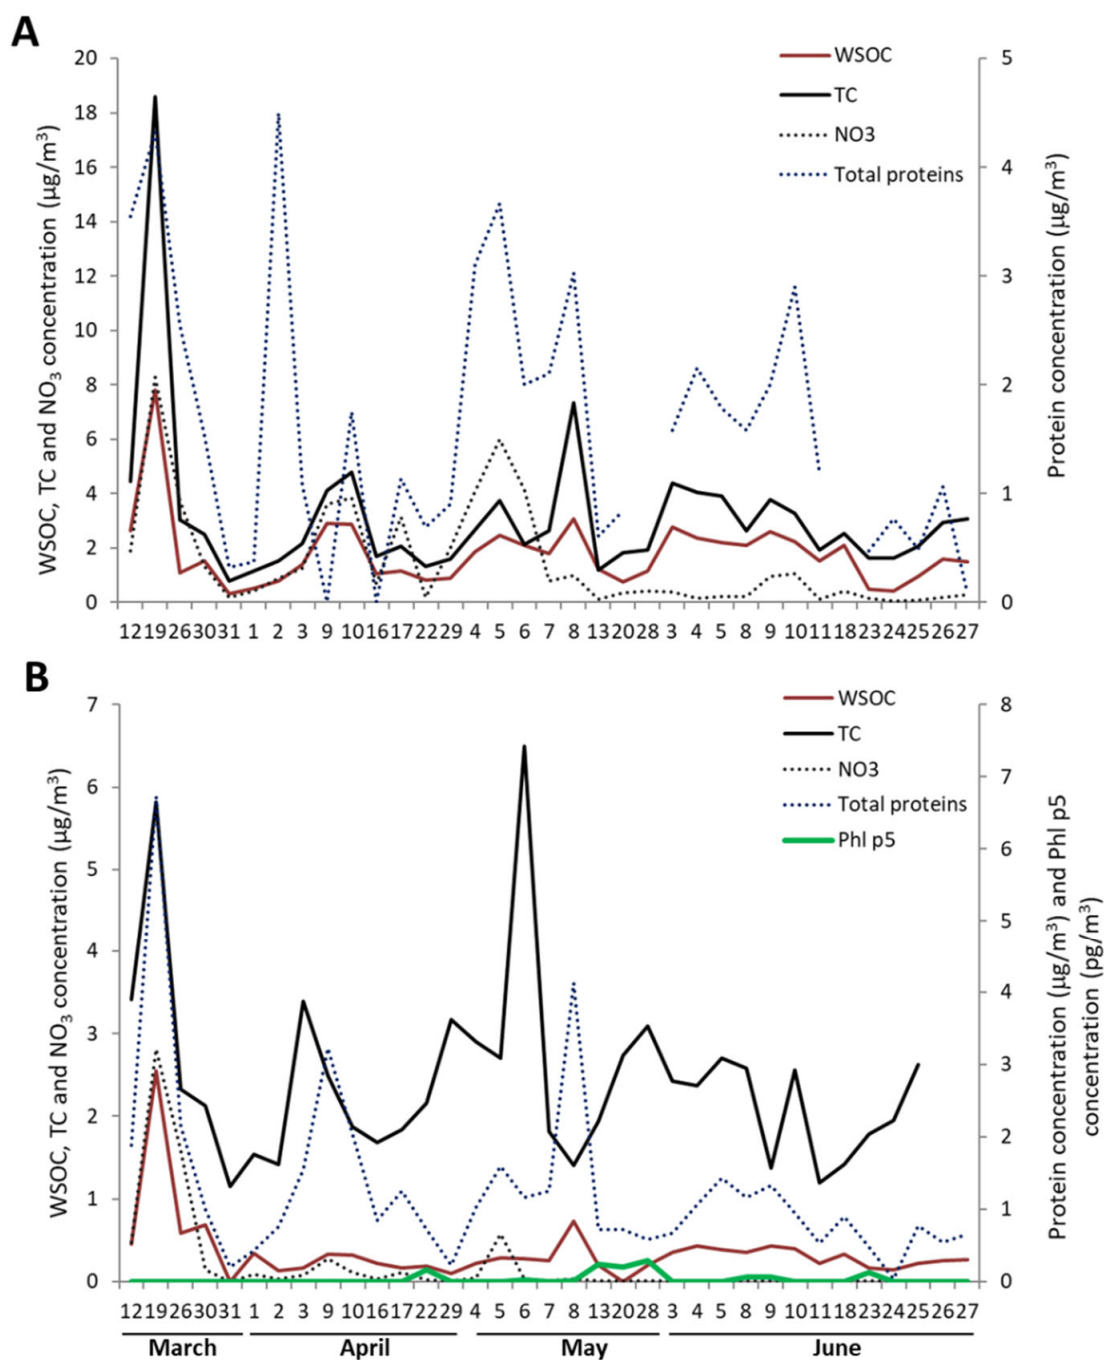 A
WSOC, TC and NO3 concentration (µg/m³)
20
18
16
14
12
10
8
6
4
2
0
WSOC
TC
NO3
Total proteins
5
4
3
2
1
0
Protein concentration (µg/m³)
12 19 26 30 31 1 2 3 9 10 16 17 22 29 4 5 6 7 8 13 20 28 3 4 5 8 9 10 11 18 23 24 25 26 27
B
WSOC, TC and NO3 concentration (µg/m³)
7
6
5
4
3
2
1
0
WSOC
TC
NO3
Total proteins
Phl p5
8
7
6
5
4
3
2
1
0
Protein concentration (µg/m³) and Phl p5
concentration (pg/m³)
12 19 26 30 31 1 2 3 9 10 16 17 22 29 4 5 6 7 8 13 20 28 3 4 5 8 9 10 11 18 23 24 25 26 27
March April May June